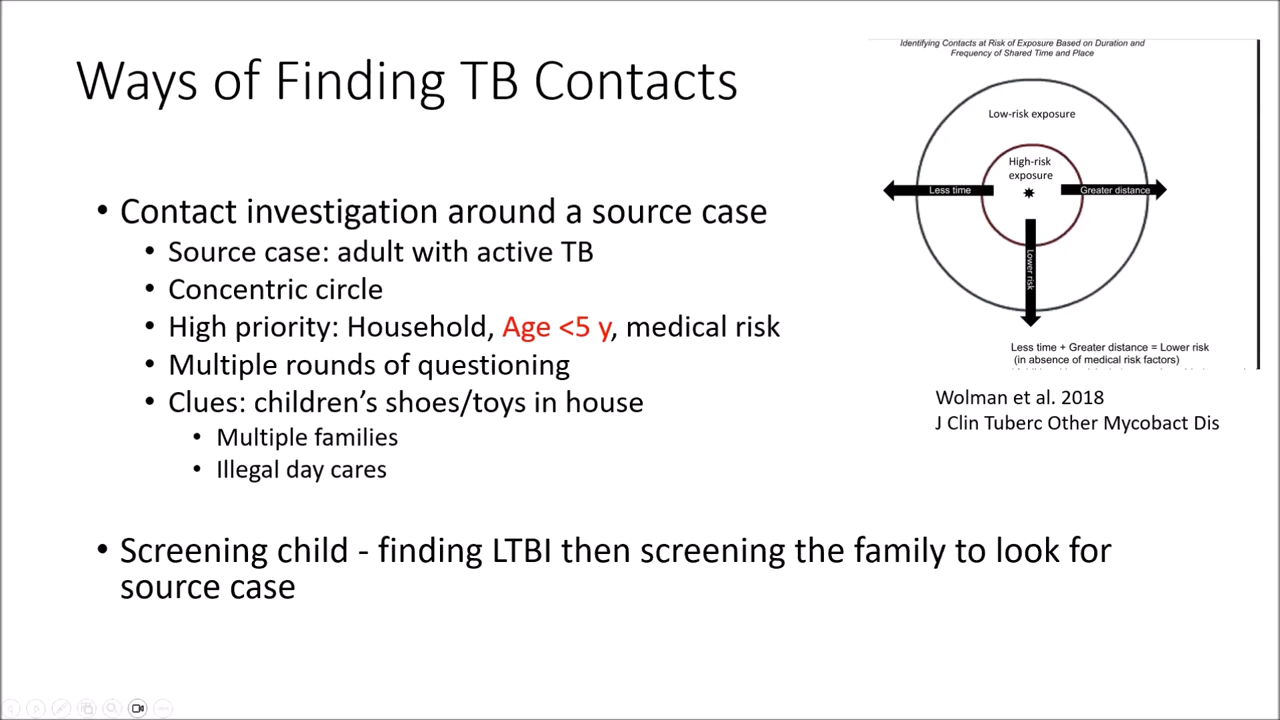 Ways of Finding TB Contacts
• Contact investigation around a source case
• Source case: adult with active TB
• Concentric circle
• High priority: Household, Age <5 y, medical risk
• Multiple rounds of questioning
• Clues: children's shoes/toys in house
• Multiple families
• Illegal day cares
• Screening child - finding LTBI then screening the family to look for
source case
Identifying Contacts at Risk of Exposure Based on Duration and
Frequency of Shared Time and Place
Low-risk exposure
High-risk
exposure
Less time
Greater distance
Lower risk
Less time + Greater distance = Lower risk
(in absence of medical risk factors)
Wolman et al. 2018
J Clin Tuberc Other Mycobact Dis